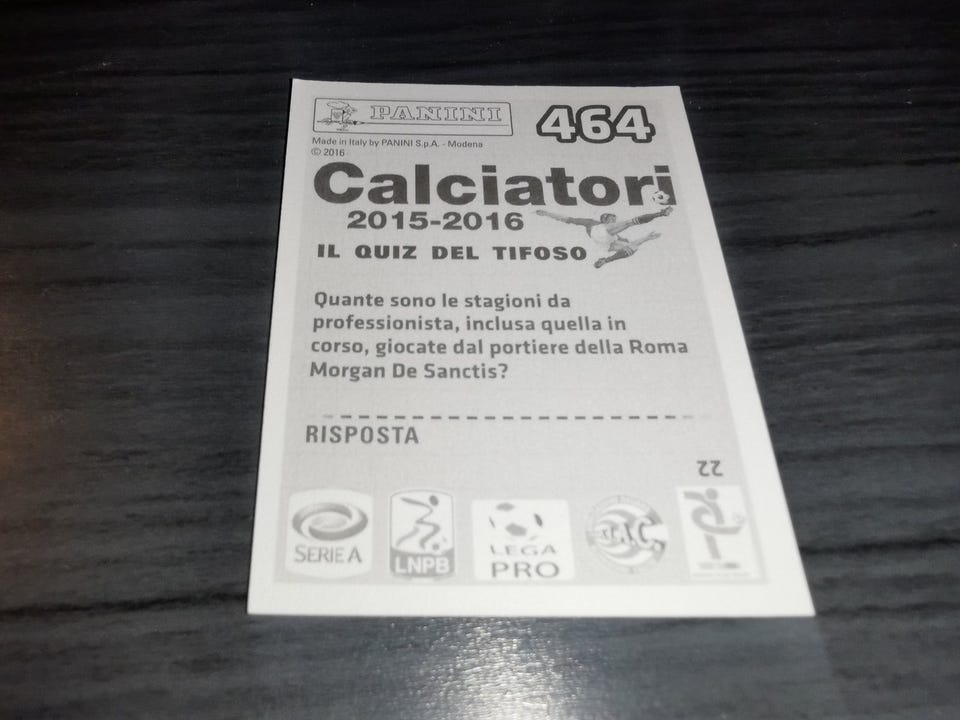 PANINI
464
Made in Italy by PANINI S.p.A. - Modena
© 2016
Calciatori
2015-2016
IL QUIZ DEL TIFOSO
Quante sono le stagioni da
professionista, inclusa quella in
corso, giocate dal portiere della Roma
Morgan De Sanctis?
RISPOSTA
22
SERIE A
LNPB
LEGA
PRO